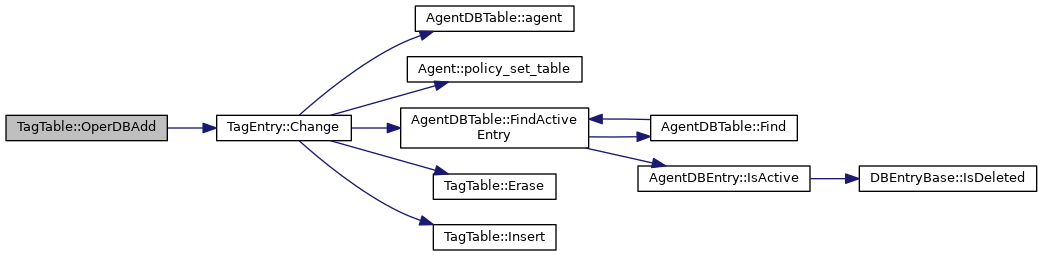 AgentDBTable::agent
Agent::policy_set_table
TagTable::OperDBAdd
TagEntry::Change
AgentDBTable::FindActive
Entry
AgentDBTable::Find
AgentDBEntry::IsActive
DBEntryBase::IsDeleted
TagTable::Erase
TagTable::Insert